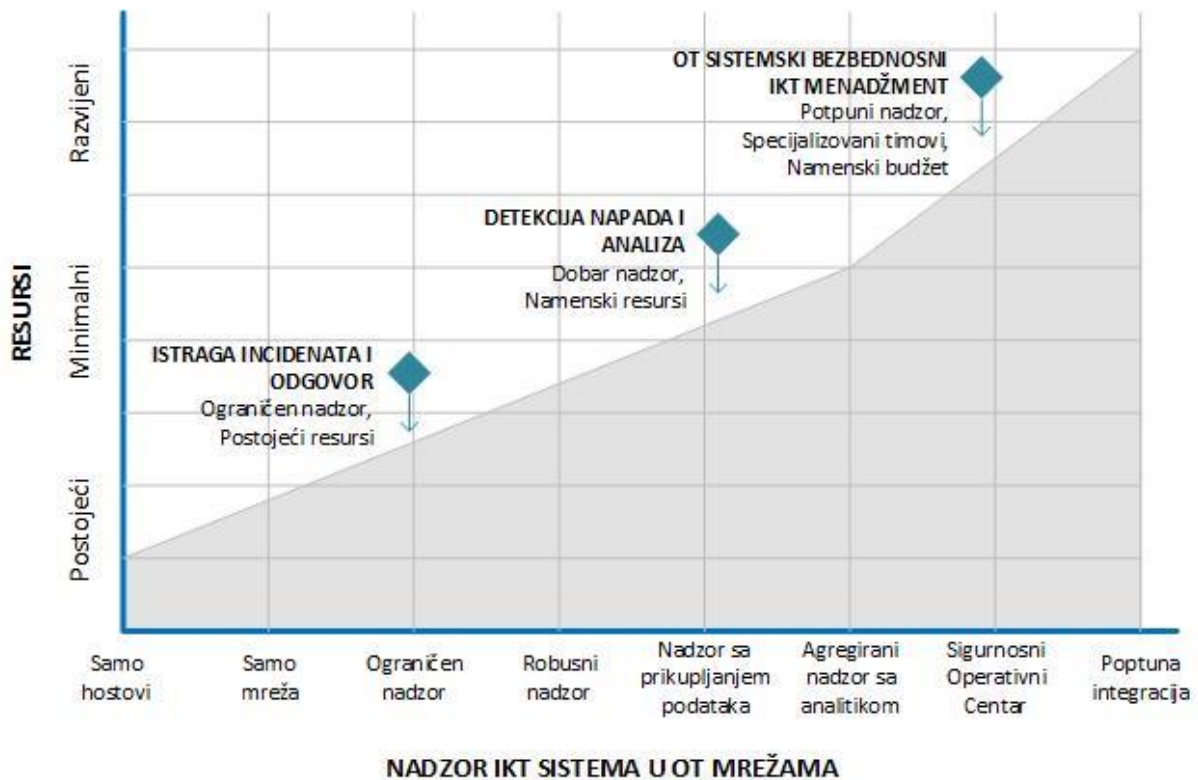 OT SISTEMSKI BEZBEDNOSNI
IKT MENADŽMENT
Potpuni nadzor,
Specijalizovani timovi,
Namenski budžet
DETEKCIJA NAPADA I
ANALIZA
Dobar nadzor,
Namenski resursi
ISTRAGA INCIDENATA I
ODGOVOR
Ograničen nadzor,
Postojeći resursi
RESURSI
Razvijeni
Minimalni
Postojeći
Samo
hostovi
Samo
mreža
Ograničen
nadzor
Robusni
nadzor
Nadzor sa
prikupljanjem
podataka
Agregirani
nadzor sa
analitikom
Sigurnosni
Operativni
Centar
Poptuna
integracija
NADZOR IKT SISTEMA U OT MREŽAMA